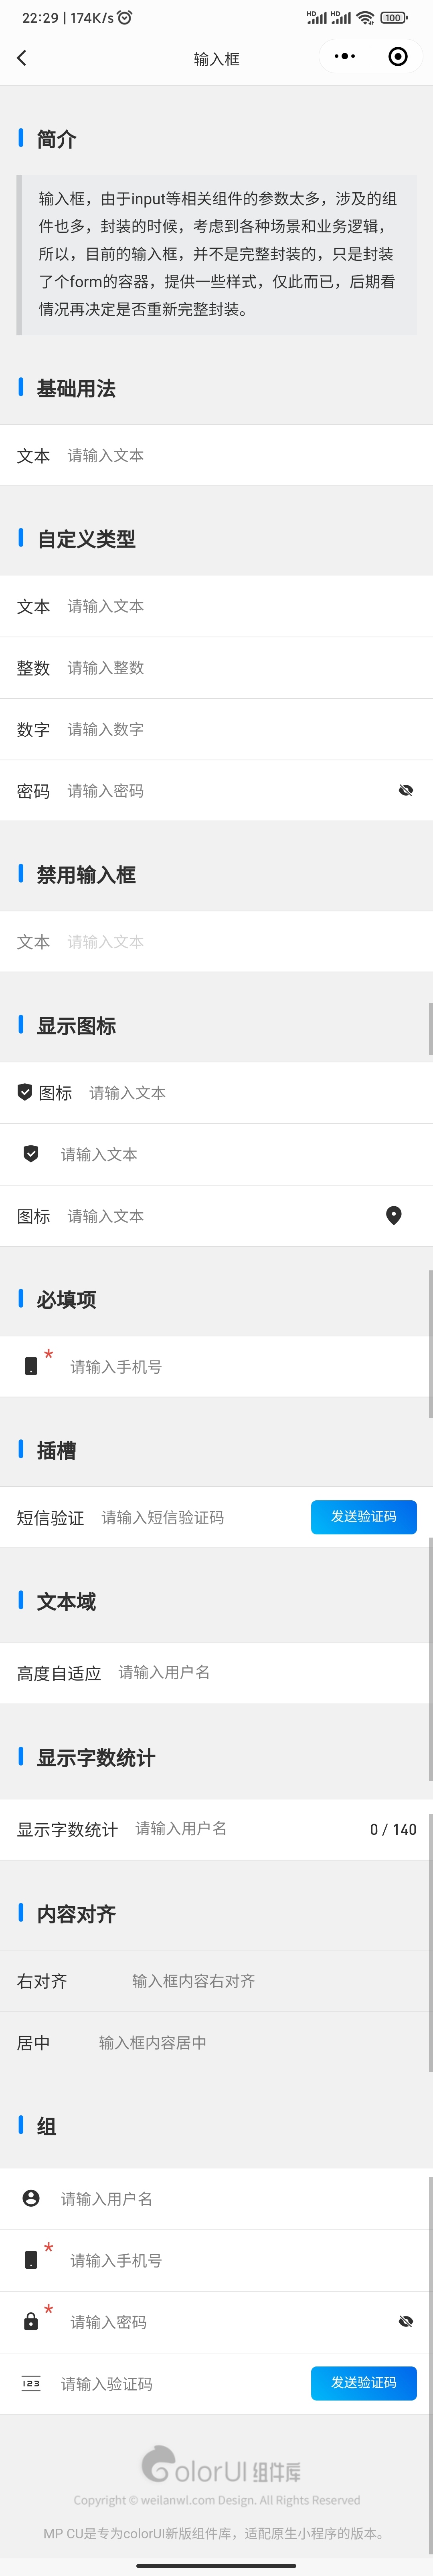 22:29 | 174K/s
HD HD 100
输入框
简介
输入框，由于input等相关组件的参数太多，涉及的组
件也多，封装的时候，考虑到各种场景和业务逻辑，
所以，目前的输入框，并不是完整封装的，只是封装
了个form的容器，提供一些样式，仅此而已，后期看
情况再决定是否重新完整封装。
基础用法
文本 请输入文本
自定义类型
文本 请输入文本
整数 请输入整数
数字 请输入数字
密码 请输入密码
禁用输入框
文本 请输入文本
显示图标
图标 请输入文本
请输入文本
图标 请输入文本
必填项
* 请输入手机号
插槽
短信验证 请输入短信验证码 发送验证码
文本域
高度自适应 请输入用户名
显示字数统计
显示字数统计 请输入用户名 0 / 140
内容对齐
右对齐 输入框内容右对齐
居中 输入框内容居中
组
请输入用户名
* 请输入手机号
* 请输入密码
123 请输入验证码 发送验证码
ColorUI 组件库
Copyright © weilanwl.com Design. All Rights Reserved
MP CU是专为colorUI新版组件库，适配原生小程序的版本。